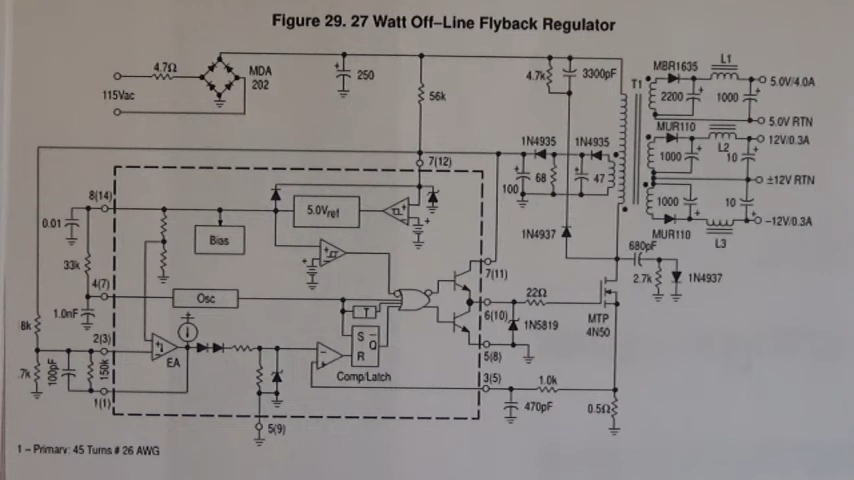 Figure 29. 27 Watt Off–Line Flyback Regulator
4.7Ω
MDA
202
115Vac
+
250
56k
4.7k
3300pF
T1
MBR1635
L1
5.0V/4.0A
2200
1000
5.0V RTN
MUR110
12V/0.3A
L2
1000
10
±12V RTN
1000
10
MUR110
L3
–12V/0.3A
1N4935
1N4935
7(12)
100
68
47
8(14)
0.01
5.0Vref
Bias
1N4937
680pF
2.7k
1N4937
33k
7(11)
4(7)
Osc
1.0nF
T
22Ω
6(10)
1N5819
MTP
4N50
8k
S
Q
R
2(3)
EA
5(8)
.7k
100pF
150k
Comp/Latch
3(5)
1.0k
1(1)
470pF
0.5Ω
5(9)
1 – Primary: 45 Turns # 26 AWG